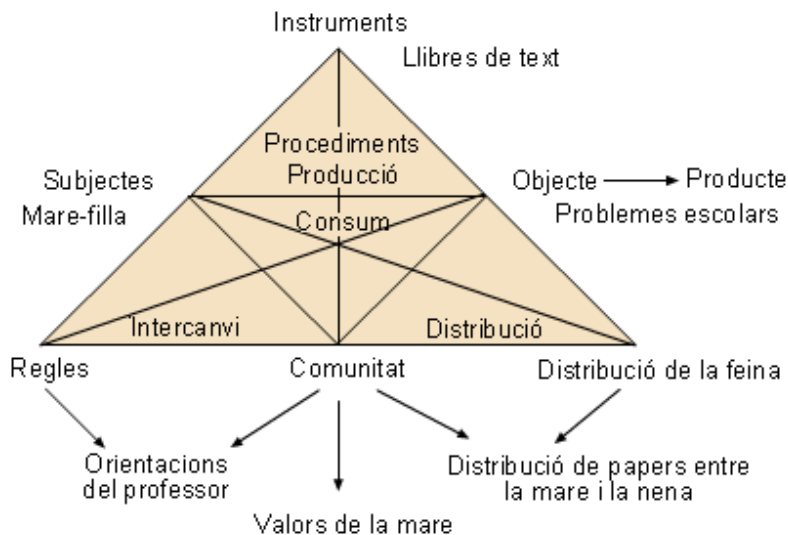 Instruments
Llibres de text
Procediments
Producció
Subjectes
Mare-filla
Objecte
Producte
Problemes escolars
Consum
Intercanvi
Distribució
Regles
Comunitat
Distribució de la feina
Orientacions
del professor
Distribució de papers entre
la mare i la nena
Valors de la mare